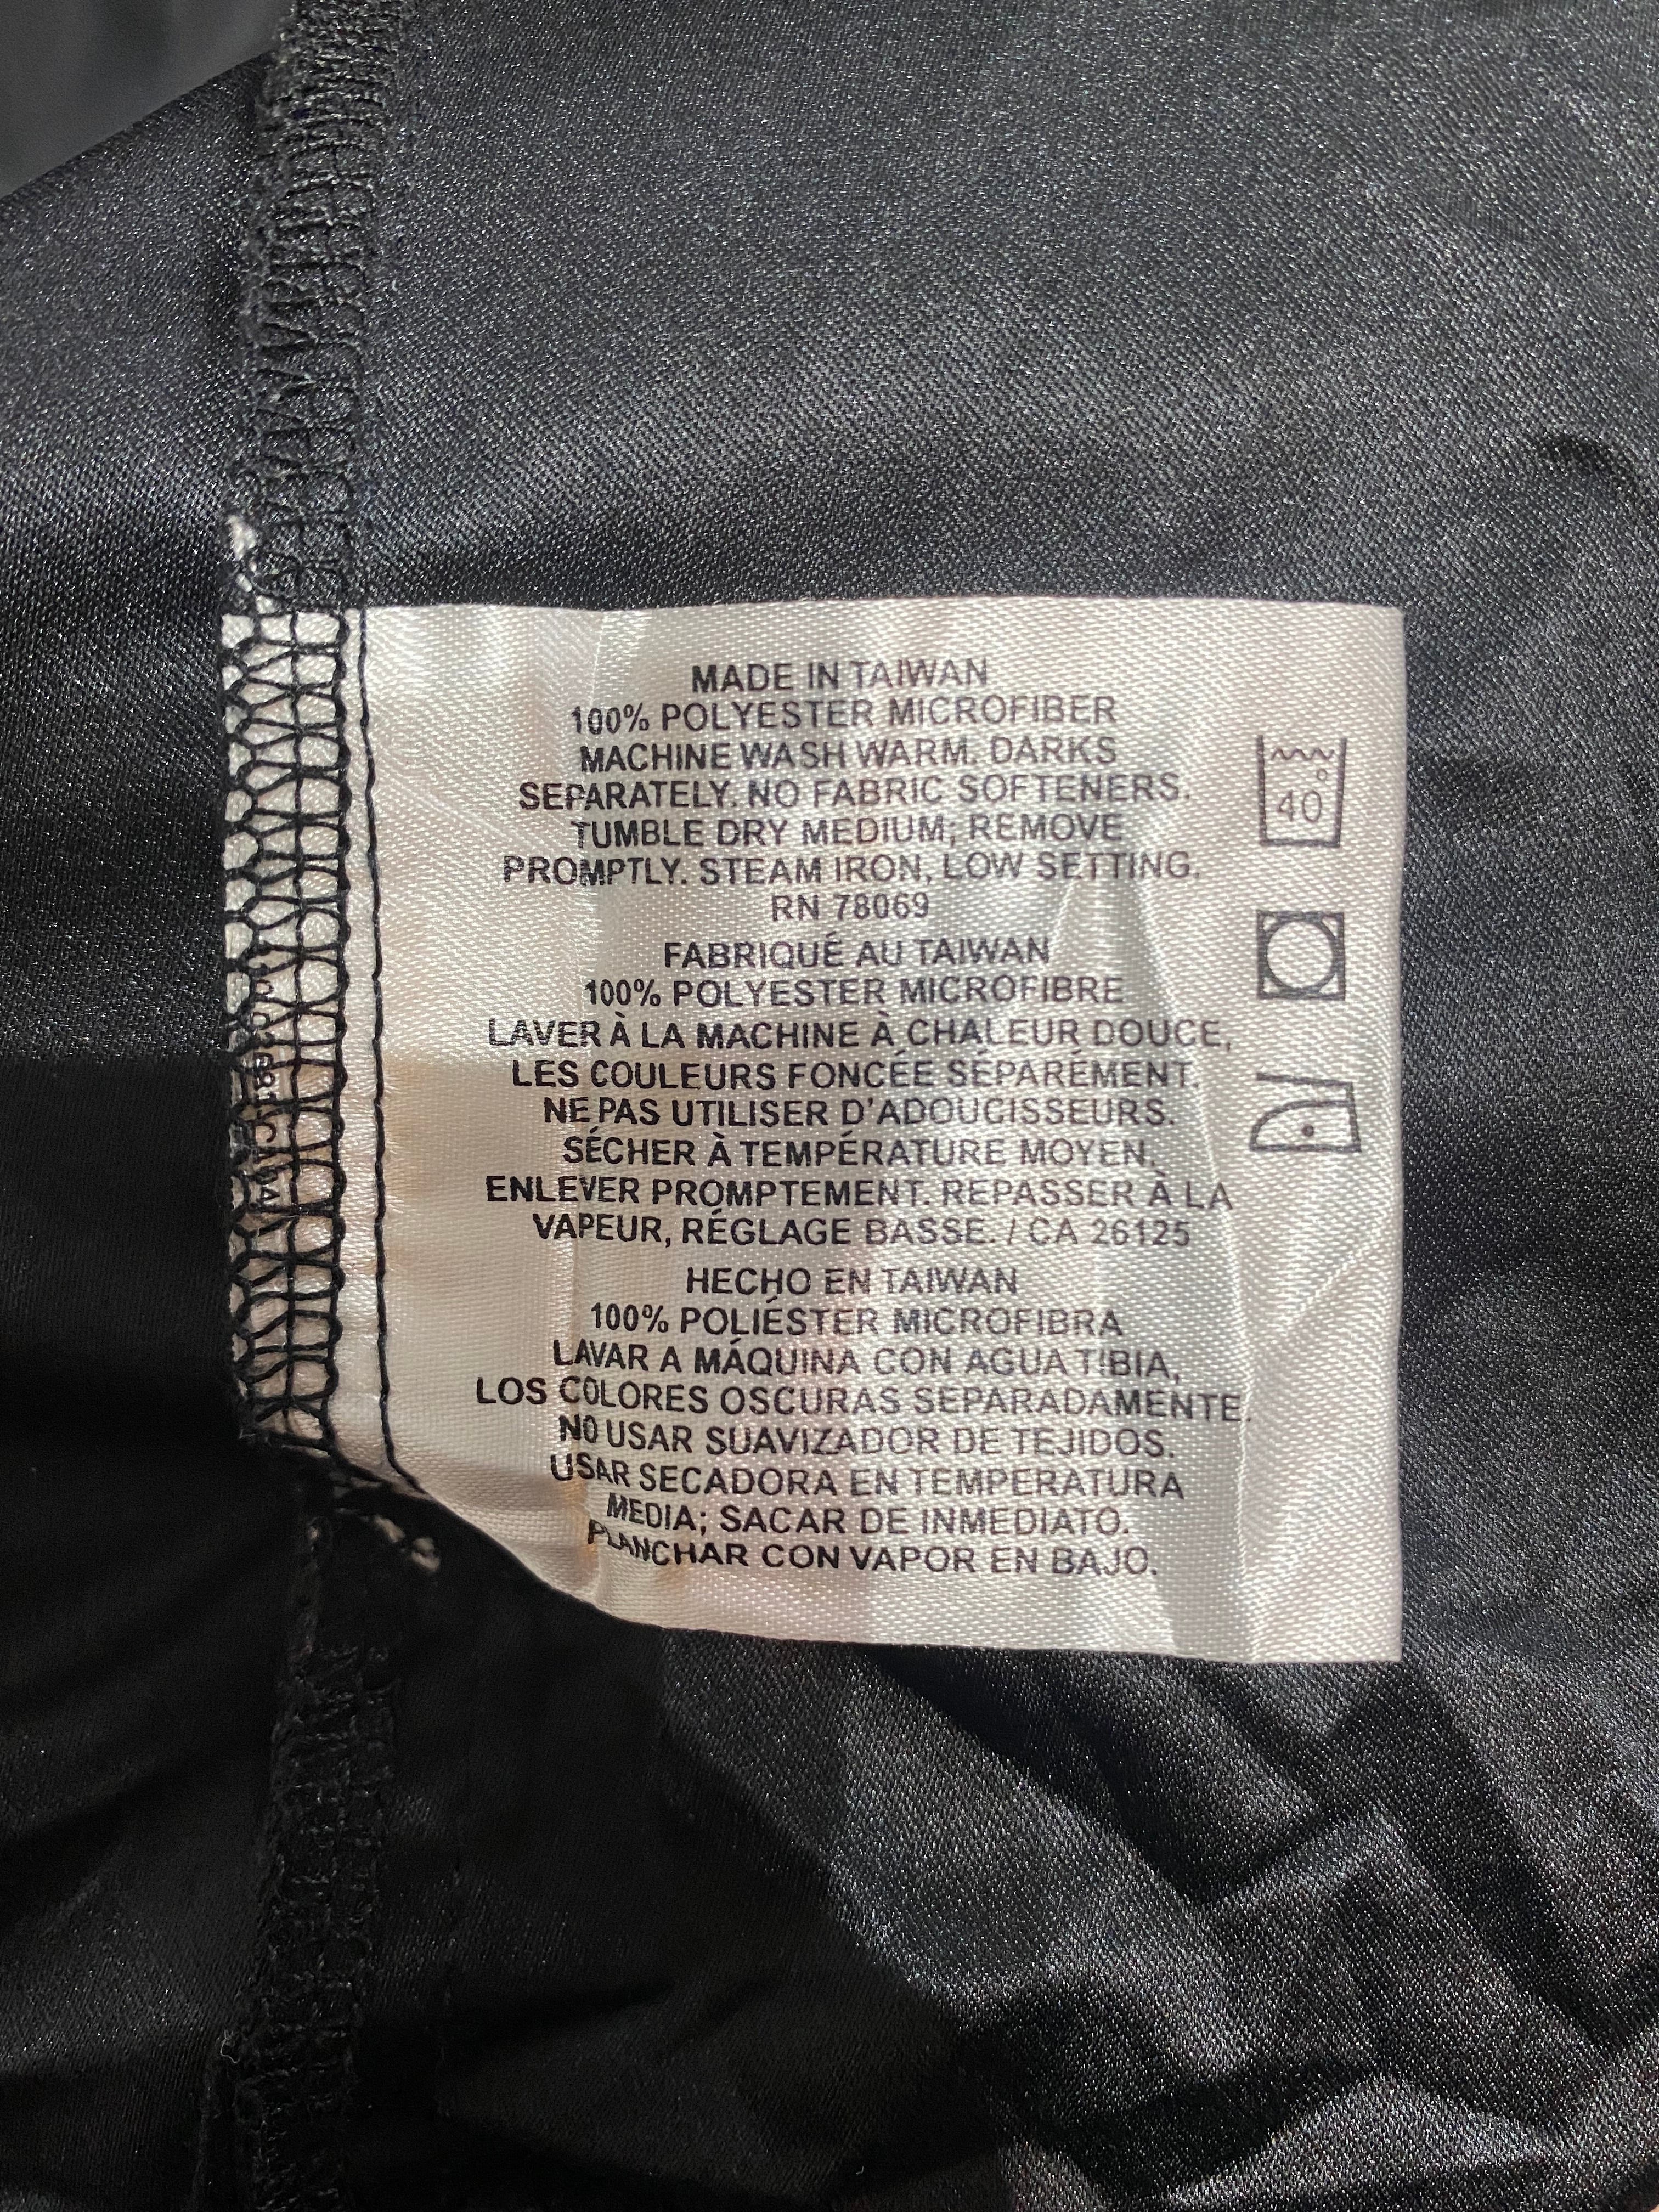 MADE IN TAIWAN
100% POLYESTER MICROFIBER
MACHINE WASH WARM. DARKS
SEPARATELY. NO FABRIC SOFTENERS.
TUMBLE DRY MEDIUM; REMOVE
PROMPTLY. STEAM IRON, LOW SETTING.
RN 78069
FABRIQUÉ AU TAIWAN
100% POLYESTER MICROFIBRE
LAVER À LA MACHINE À CHALEUR DOUCE,
LES COULEURS FONCÉE SÉPARÉMENT.
NE PAS UTILISER D'ADOUCISSEURS.
SÉCHER À TEMPÉRATURE MOYEN,
ENLEVER PROMPTEMENT. REPASSER À LA
VAPEUR, RÉGLAGE BASSE. / CA 26125
HECHO EN TAIWAN
100% POLIÉSTER MICROFIBRA
LAVAR A MÁQUINA CON AGUA TIBIA,
LOS COLORES OSCURAS SEPARADAMENTE.
NO USAR SUAVIZADOR DE TEJIDOS.
USAR SECADORA EN TEMPERATURA
MEDIA; SACAR DE INMEDIATO.
PLANCHAR CON VAPOR EN BAJO.
40°